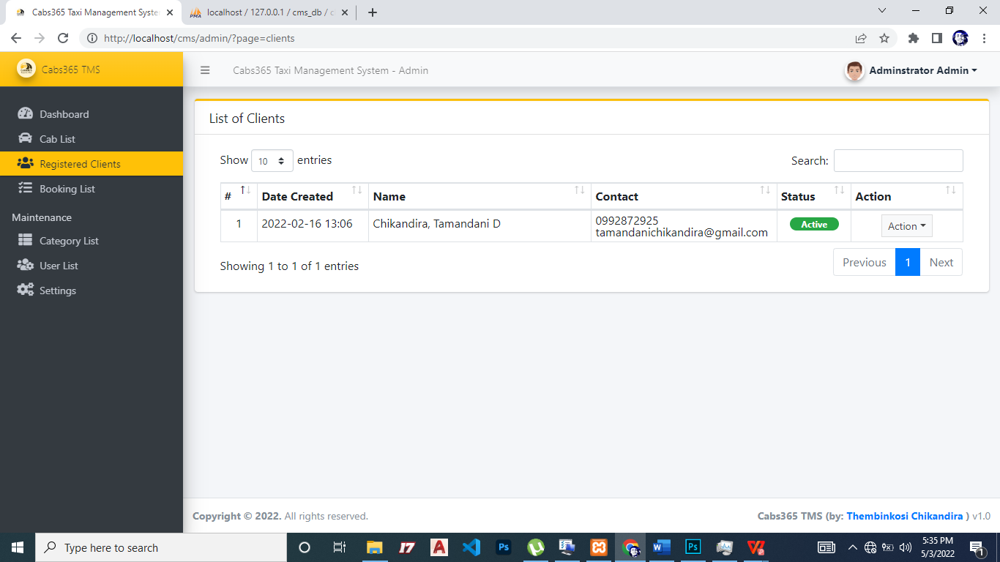 Cabs365 Taxi Management Syste
localhost / 127.0.0.1 / cms_db / c
http://localhost/cms/admin/?page=clients
Cabs365 TMS
Cabs365 Taxi Management System - Admin
Adminstrator Admin
Dashboard
Cab List
Registered Clients
Booking List
Maintenance
Category List
User List
Settings
List of Clients
Show 10 entries
Search:
# Date Created Name Contact Status Action
1 2022-02-16 13:06 Chikandira, Tamandani D 0992872925 Active Action
tamandanichikandira@gmail.com
Showing 1 to 1 of 1 entries
Previous 1 Next
Copyright © 2022. All rights reserved.
Cabs365 TMS (by: Thembinkosi Chikandira ) v1.0
Type here to search
5:35 PM
5/3/2022
1